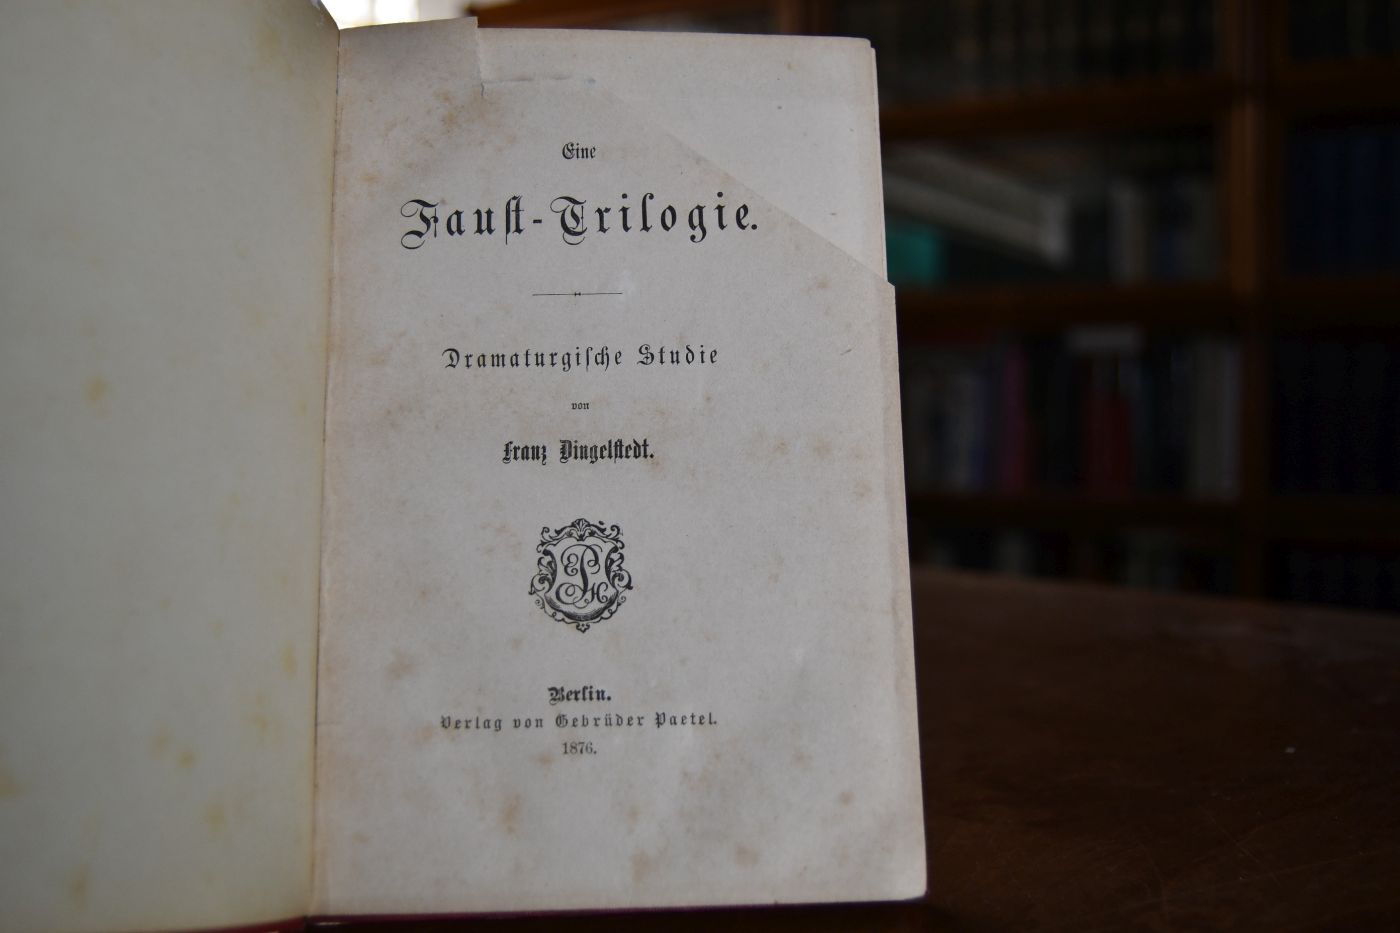 Eine
Fauſt-Trilogie.
Dramaturgiſche Studie
von
Franz Dingelſtedt.
Berlin.
Verlag von Gebrüder Paetel.
1876.